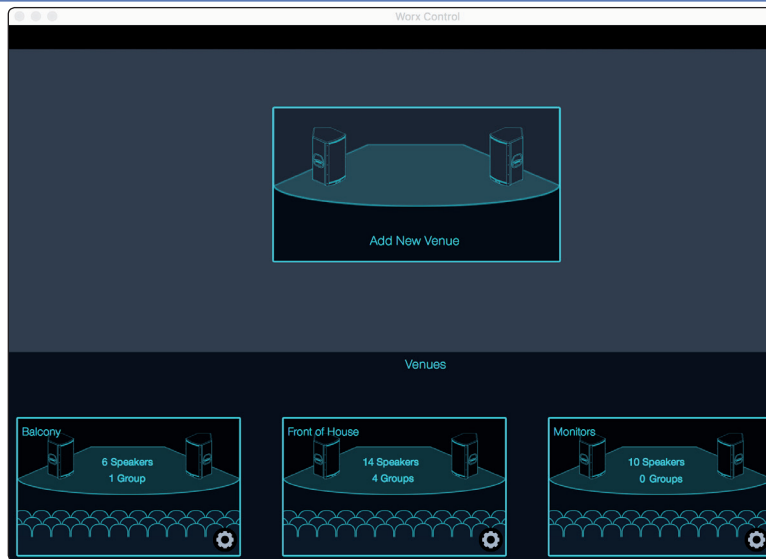 Worx Control
Add New Venue
Venues
Balcony
6 Speakers
1 Group
Front of House
14 Speakers
4 Groups
Monitors
10 Speakers
0 Groups